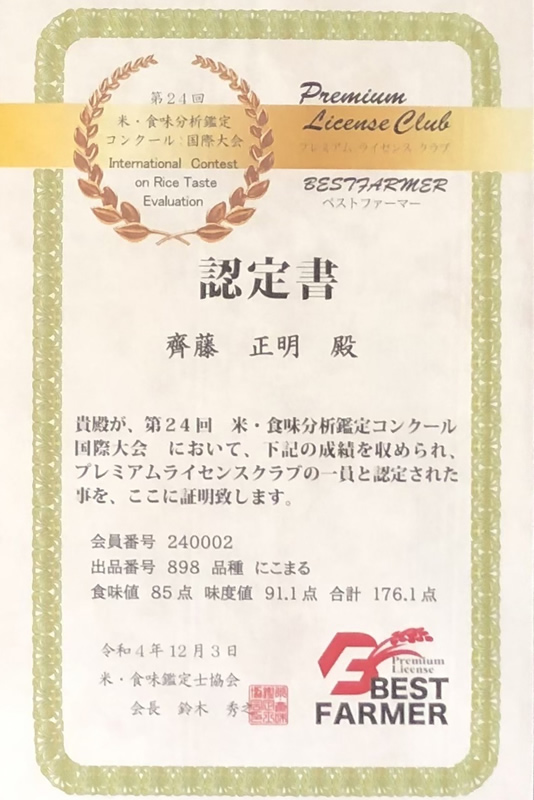 第24回
米・食味分析鑑定
コンクール:国際大会
International Contest
on Rice Taste
Evaluation
Premium
License Club
プレミアム ライセンス クラブ
BESTFARMER
ベストファーマー
認定書
齊藤 正明 殿
貴殿が、第24回 米・食味分析鑑定コンクール
国際大会 において、下記の成績を収められ、
プレミアムライセンスクラブの一員と認定された
事を、ここに証明致します。
会員番号 240002
出品番号 898 品種 にこまる
食味値 85点 味度値 91.1点 合計 176.1点
令和4年12月3日
米・食味鑑定士協会
会長 鈴木 秀之
Premium
License
BEST
FARMER